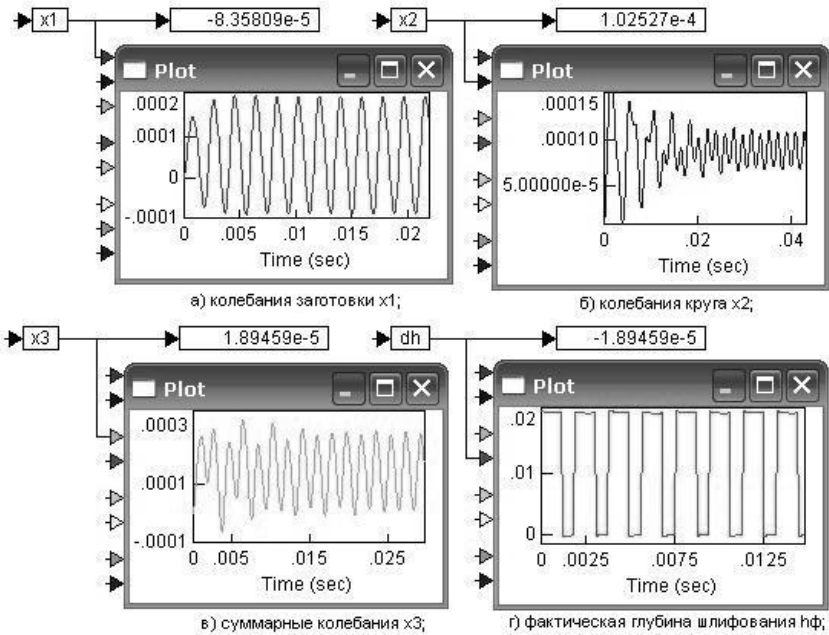 x1
-8.35809e-5
x2
1.02527e-4
Plot
.0002
.0001
0
-.0001
0 .005 .01 .015 .02
Time (sec)
а) колебания заготовки x1;
Plot
.00015
.00010
5.00000e-5
0 .02 .04
Time (sec)
б) колебания круга x2;
x3
1.89459e-5
dh
-1.89459e-5
Plot
.0003
.0001
-.0001
0 .005 .015 .025
Time (sec)
в) суммарные колебания x3;
Plot
.02
.01
0
0 .0025 .0075 .0125
Time (sec)
г) фактическая глубина шлифования hф;